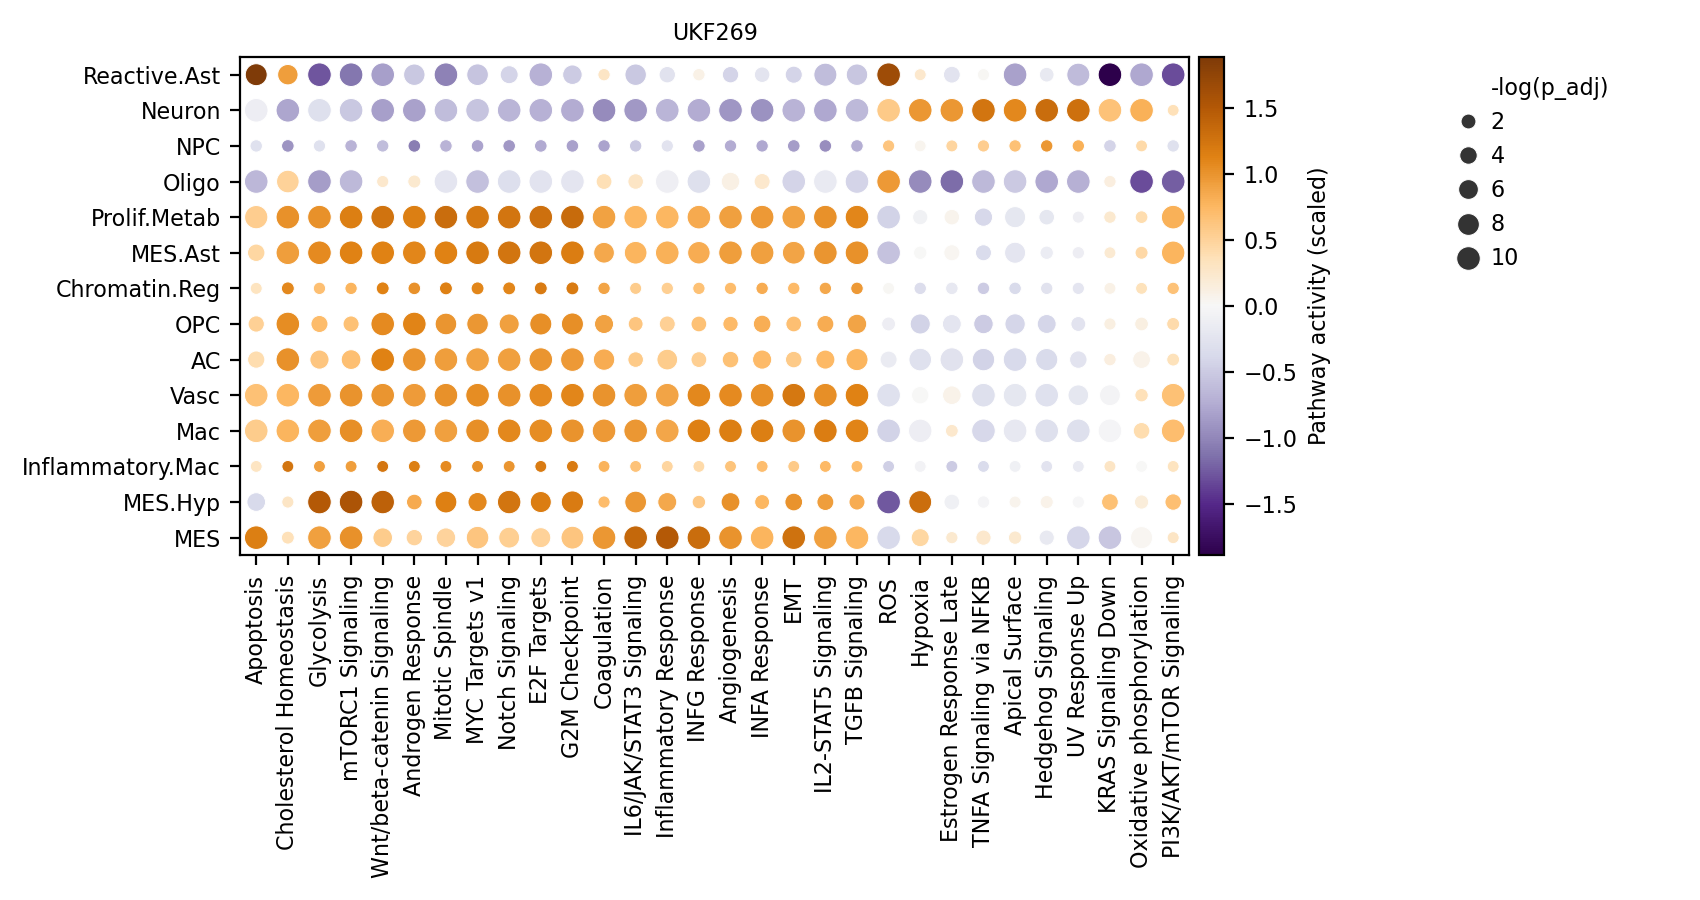 UKF269
Reactive.Ast
Neuron
NPC
Oligo
Prolif.Metab
MES.Ast
Chromatin.Reg
OPC
AC
Vasc
Mac
Inflammatory.Mac
MES.Hyp
MES
Apoptosis
Cholesterol Homeostasis
Glycolysis
mTORC1 Signaling
Wnt/beta-catenin Signaling
Androgen Response
Mitotic Spindle
MYC Targets v1
Notch Signaling
E2F Targets
G2M Checkpoint
Coagulation
IL6/JAK/STAT3 Signaling
Inflammatory Response
INFG Response
Angiogenesis
INFA Response
EMT
IL2-STAT5 Signaling
TGFB Signaling
ROS
Hypoxia
Estrogen Response Late
TNFA Signaling via NFKB
Apical Surface
Hedgehog Signaling
UV Response Up
KRAS Signaling Down
Oxidative phosphorylation
PI3K/AKT/mTOR Signaling
1.5
1.0
0.5
0.0
−0.5
−1.0
−1.5
Pathway activity (scaled)
-log(p_adj)
2
4
6
8
10